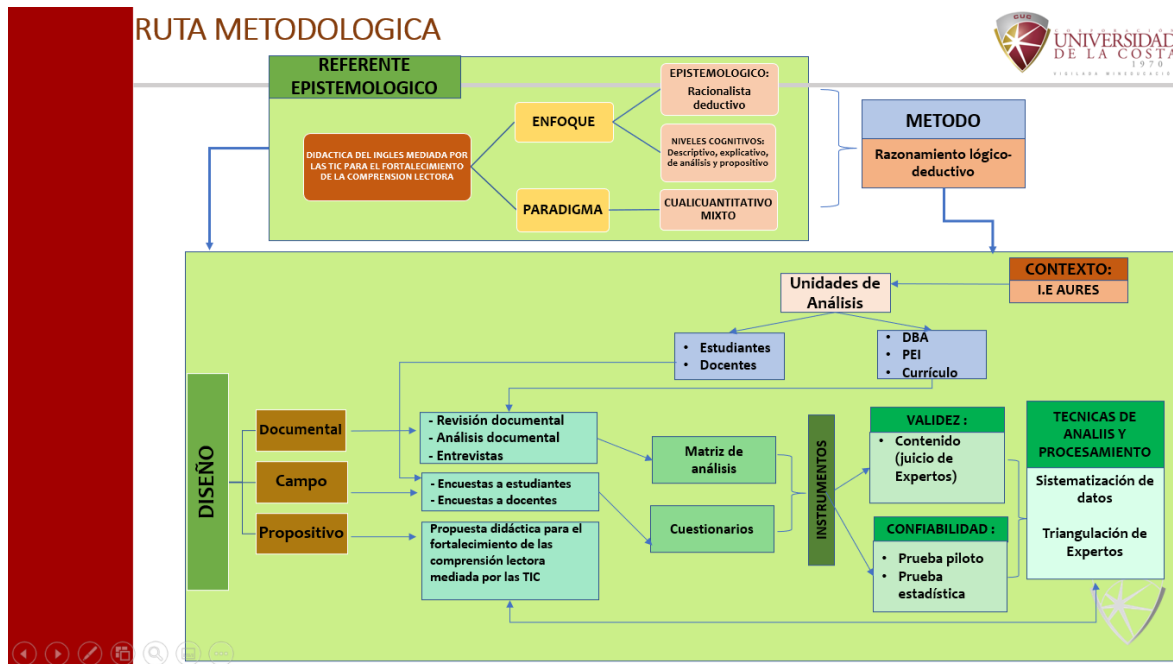 RUTA METODOLOGICA
CUC
UNIVERSIDAD
DE LA COSTA
1970
VIGILADA MINEDUCACIÓN
REFERENTE
EPISTEMOLOGICO
DIDACTICA DEL INGLES MEDIADA POR
LAS TIC PARA EL FORTALECIMIENTO
DE LA COMPRENSION LECTORA
ENFOQUE
PARADIGMA
EPISTEMOLOGICO:
Racionalista
deductivo
NIVELES COGNITIVOS:
Descriptivo, explicativo,
de análisis y propositivo
CUALICUANTITATIVO
MIXTO
METODO
Razonamiento lógico-
deductivo
CONTEXTO:
I.E AURES
Unidades de
Análisis
• Estudiantes
• Docentes
• DBA
• PEI
• Currículo
DISEÑO
Documental
Campo
Propositivo
- Revisión documental
- Análisis documental
- Entrevistas
- Encuestas a estudiantes
- Encuestas a docentes
Propuesta didáctica para el
fortalecimiento de las
comprensión lectora
mediada por las TIC
Matriz de
análisis
Cuestionarios
INSTRUMENTOS
VALIDEZ :
• Contenido
(juicio de
Expertos)
CONFIABILIDAD :
• Prueba piloto
• Prueba
estadística
TECNICAS DE
ANALIIS Y
PROCESAMIENTO
Sistematización de
datos
Triangulación de
Expertos